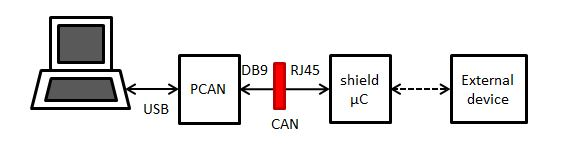 USB
PCAN
DB9
RJ45
CAN
shield
µC
External
device